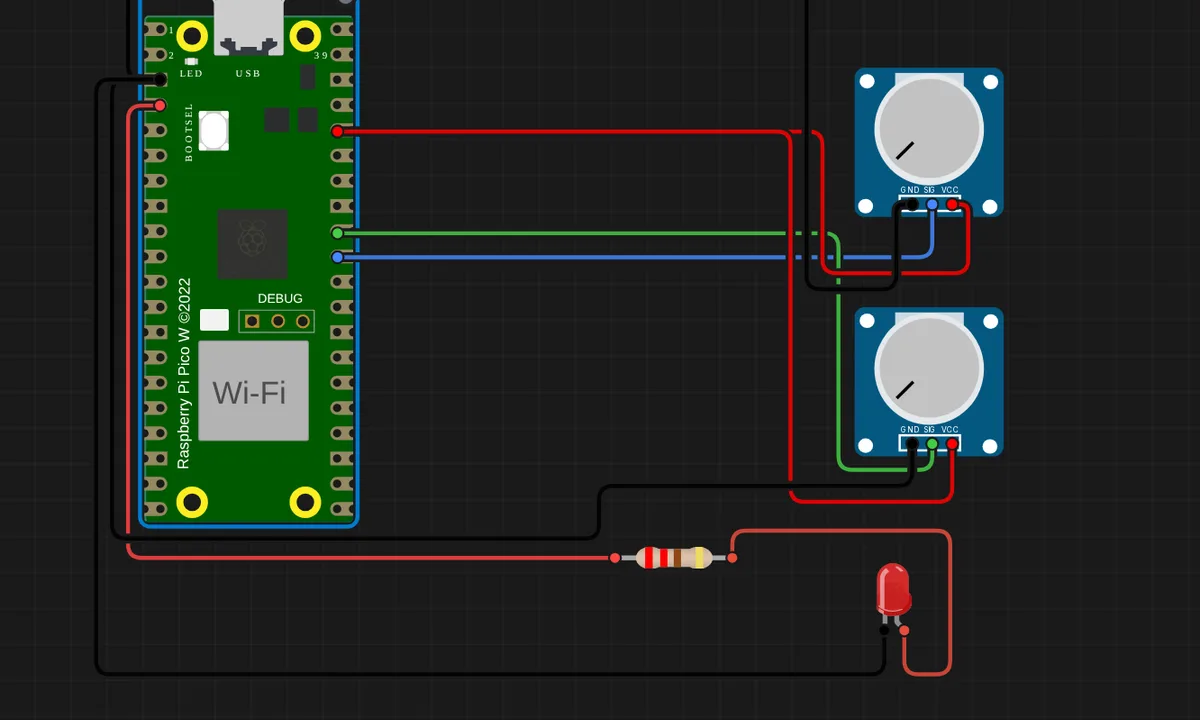 1
2
39
LED
USB
BOOTSEL
DEBUG
Raspberry Pi Pico W ©2022
Wi-Fi
GND SIG VCC
GND SIG VCC